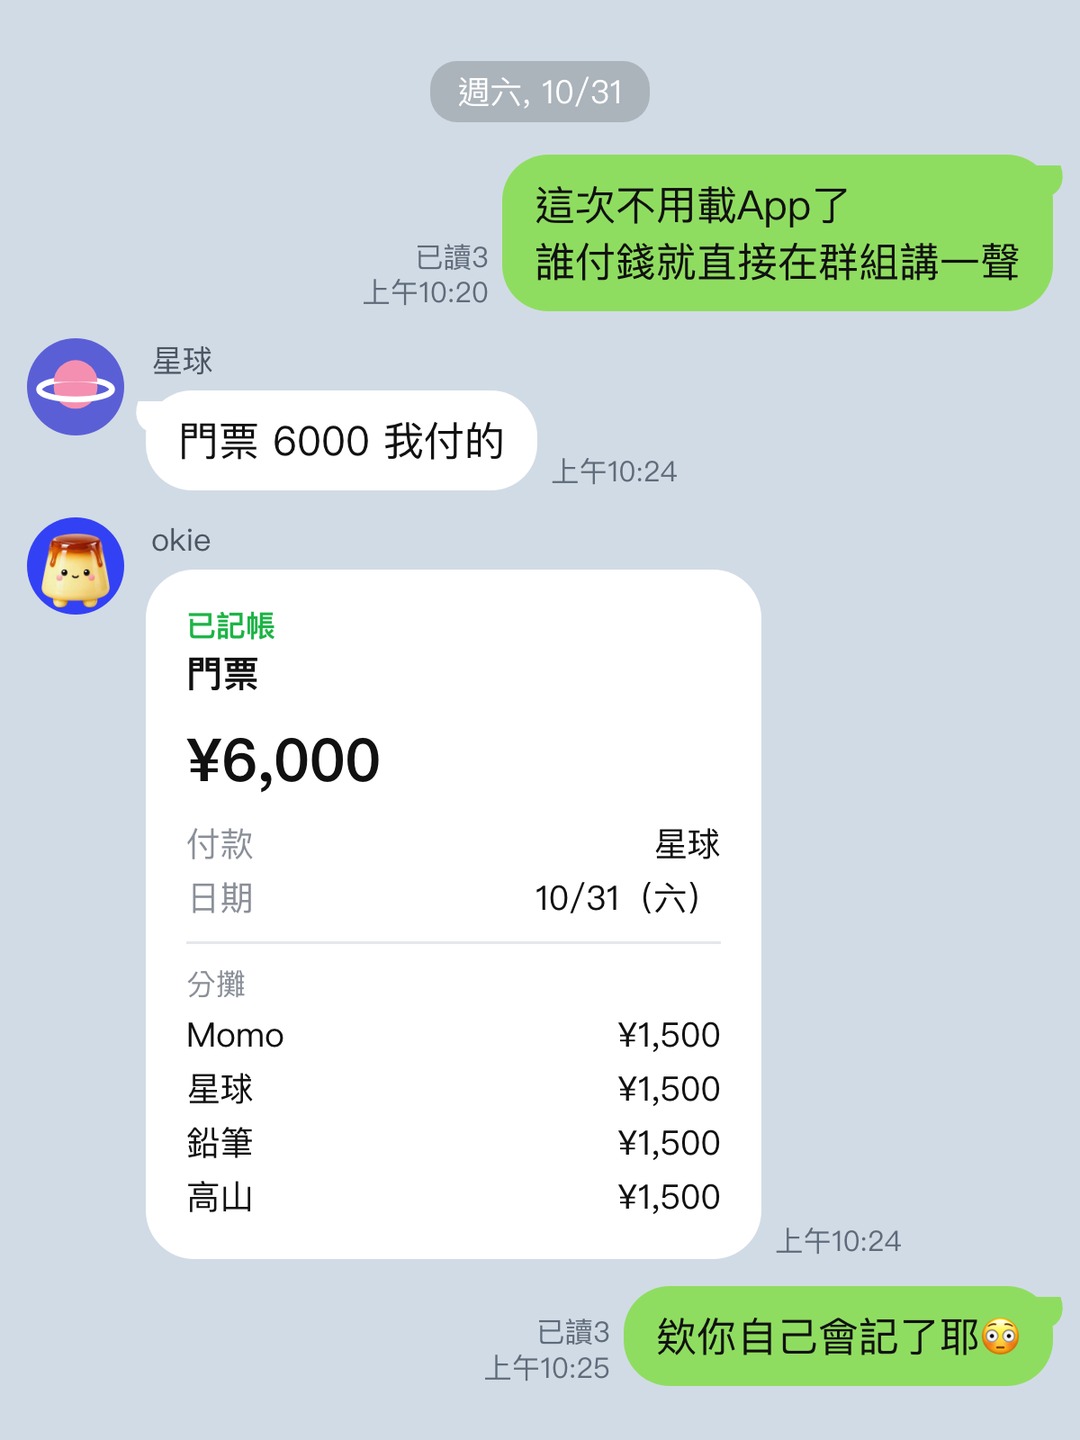 週六, 10/31
這次不用載App了
誰付錢就直接在群組講一聲
已讀3
上午10:20
星球
門票 6000 我付的
上午10:24
okie
已記帳
門票
¥6,000
付款 星球
日期 10/31（六）
分攤
Momo ¥1,500
星球 ¥1,500
鉛筆 ¥1,500
高山 ¥1,500
上午10:24
欸你自己會記了耶😳
已讀3
上午10:25